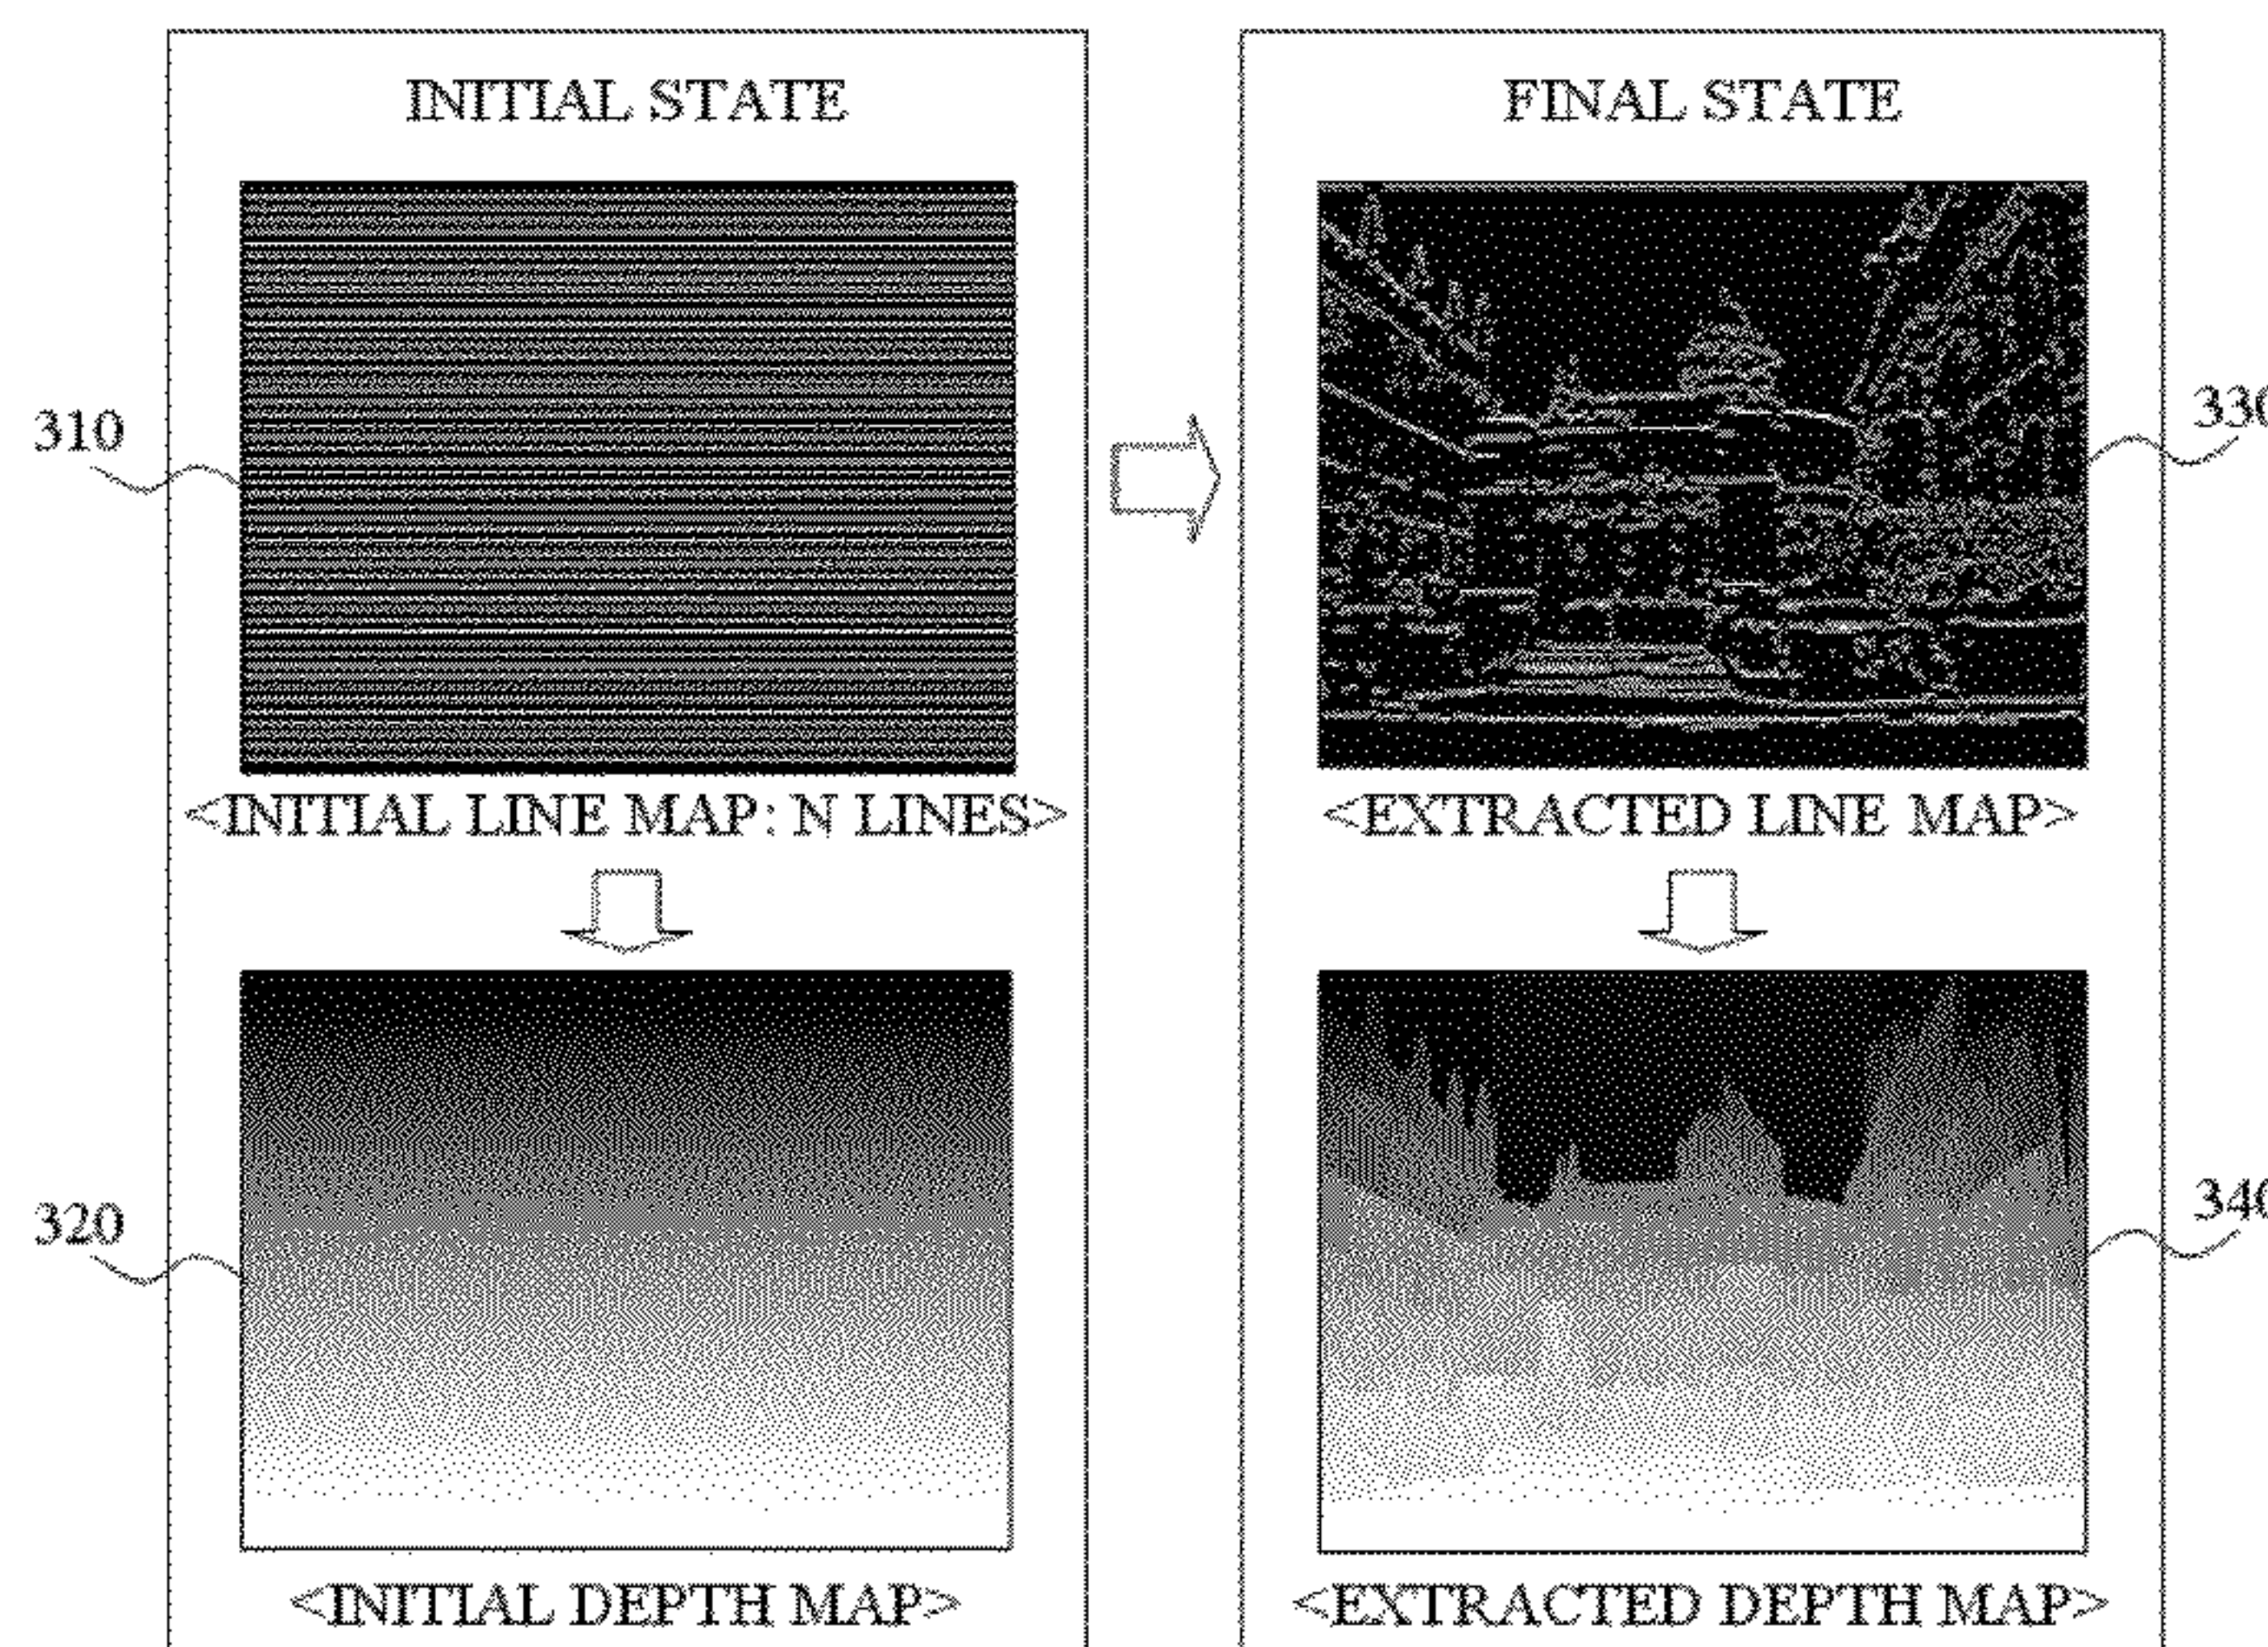 INITIAL STATE
310
<INITIAL LINE MAP: N LINES>
320
<INITIAL DEPTH MAP>
FINAL STATE
330
<EXTRACTED LINE MAP>
340
<EXTRACTED DEPTH MAP>